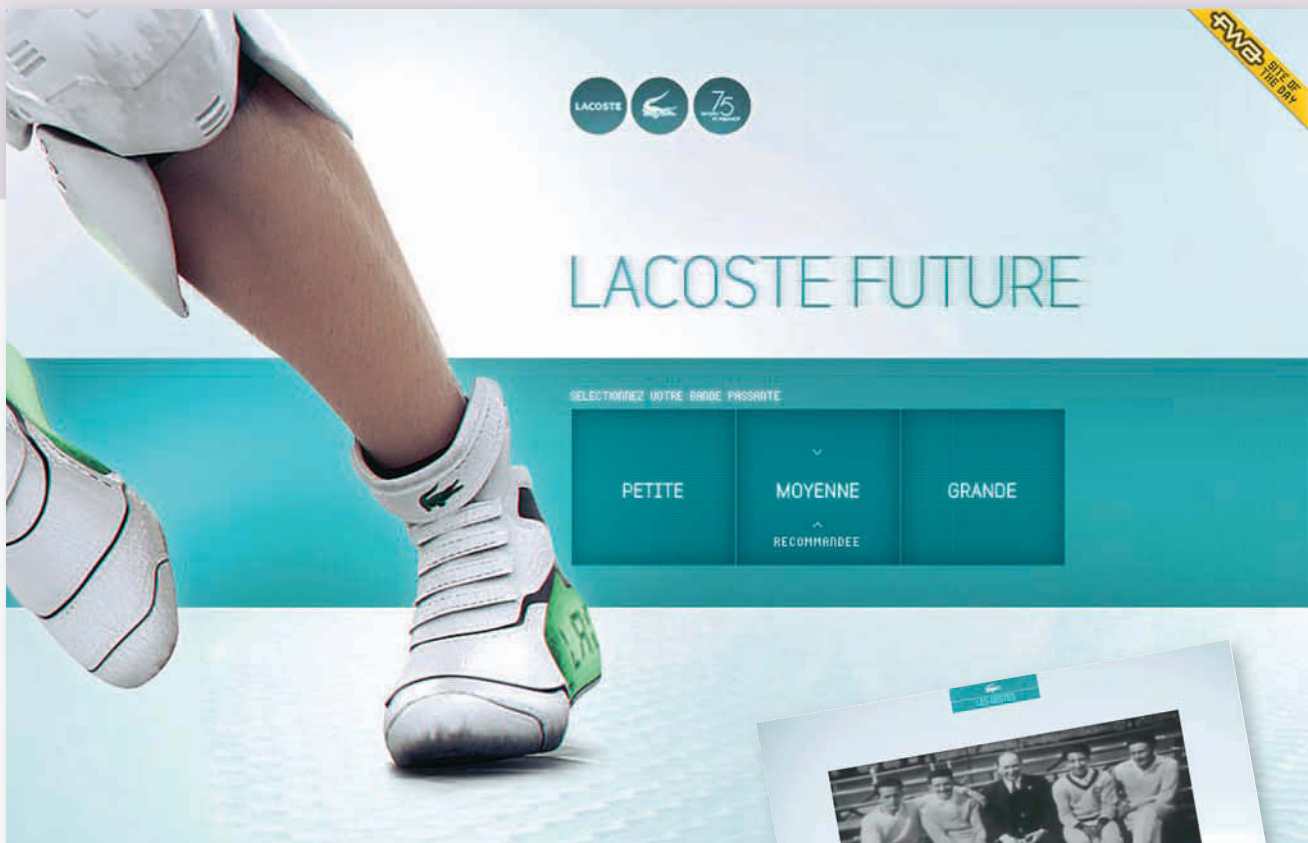 FWA
SITE OF
THE DAY
LACOSTE
75
LACOSTE FUTURE
SELECTIONNEZ VOTRE BANDE PASSANTE
PETITE
MOYENNE
GRANDE
RECOMMANDEE